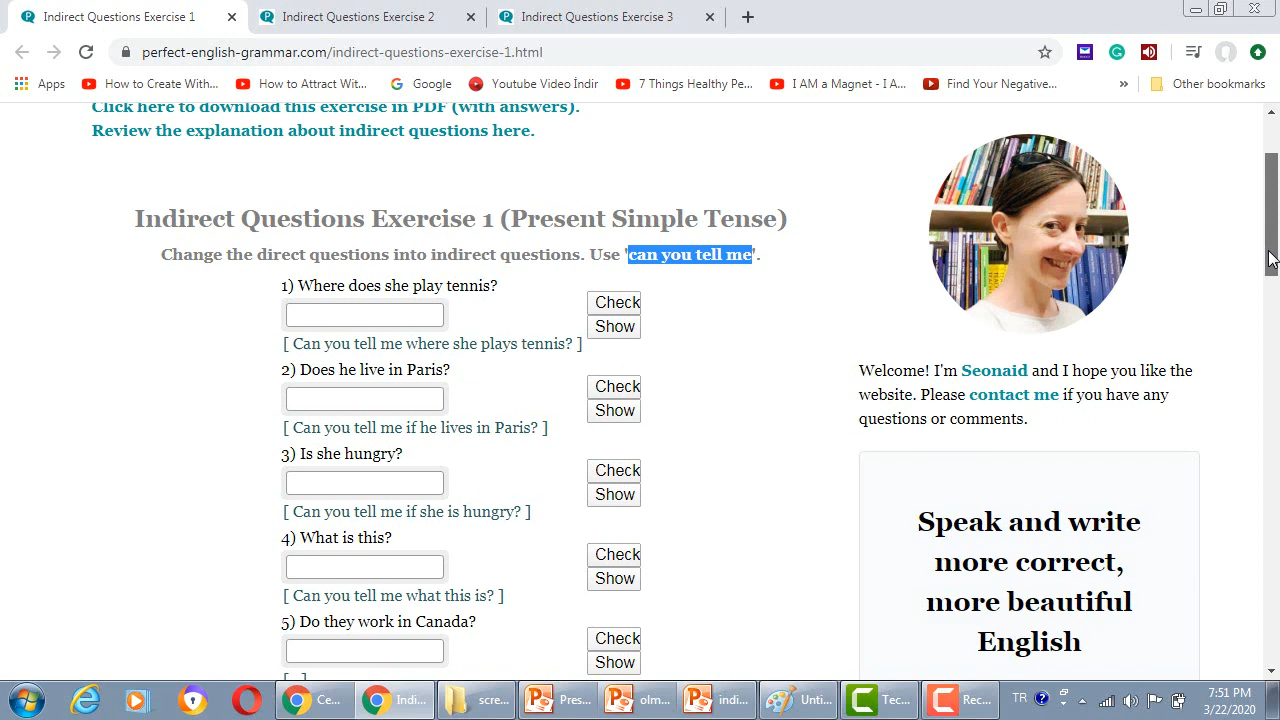 Indirect Questions Exercise 1
Indirect Questions Exercise 2
Indirect Questions Exercise 3
perfect-english-grammar.com/indirect-questions-exercise-1.html
Apps
How to Create With...
How to Attract Wit...
Google
Youtube Video İndir
7 Things Healthy Pe...
I AM a Magnet - I A...
Find Your Negative...
»
Other bookmarks
Click here to download this exercise in PDF (with answers).
Review the explanation about indirect questions here.
Indirect Questions Exercise 1 (Present Simple Tense)
Change the direct questions into indirect questions. Use 'can you tell me'.
1) Where does she play tennis?
Check
Show
[ Can you tell me where she plays tennis? ]
2) Does he live in Paris?
Check
Show
[ Can you tell me if he lives in Paris? ]
3) Is she hungry?
Check
Show
[ Can you tell me if she is hungry? ]
4) What is this?
Check
Show
[ Can you tell me what this is? ]
5) Do they work in Canada?
Check
Show
Welcome! I'm Seonaid and I hope you like the
website. Please contact me if you have any
questions or comments.
Speak and write
more correct,
more beautiful
English
Ce...
Indi...
scre...
Pres...
olm...
indi...
Unti...
Tec...
Rec...
TR
7:51 PM
3/22/2020